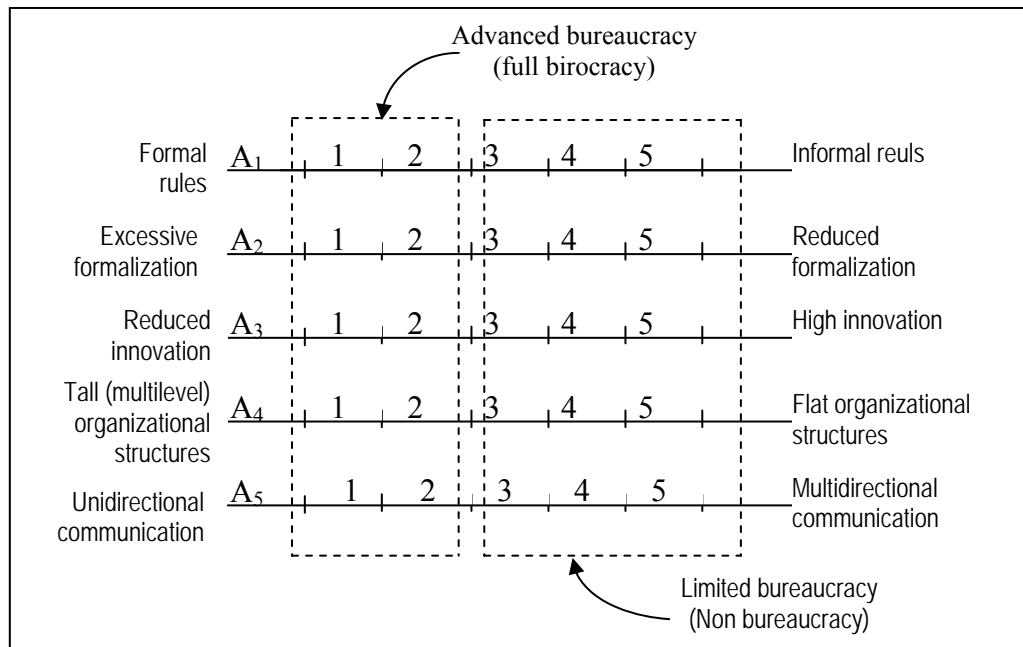 Advanced bureaucracy
(full birocracy)
Formal
rules
A1 1 2 3 4 5
Informal reuls
Excessive
formalization
A2 1 2 3 4 5
Reduced
formalization
Reduced
innovation
A3 1 2 3 4 5
High innovation
Tall (multilevel)
organizational
structures
A4 1 2 3 4 5
Flat organizational
structures
Unidirectional
communication
A5 1 2 3 4 5
Multidirectional
communication
Limited bureaucracy
(Non bureaucracy)